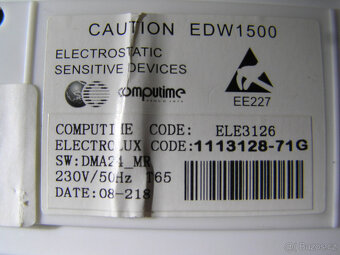 CAUTION EDW1500
ELECTROSTATIC
SENSITIVE DEVICES
computime
EE227
COMPUTIME CODE: ELE3126
ELECTROLUX CODE:1113128-71G
SW:DMA24_MR
230V/50Hz T65
DATE:08-218